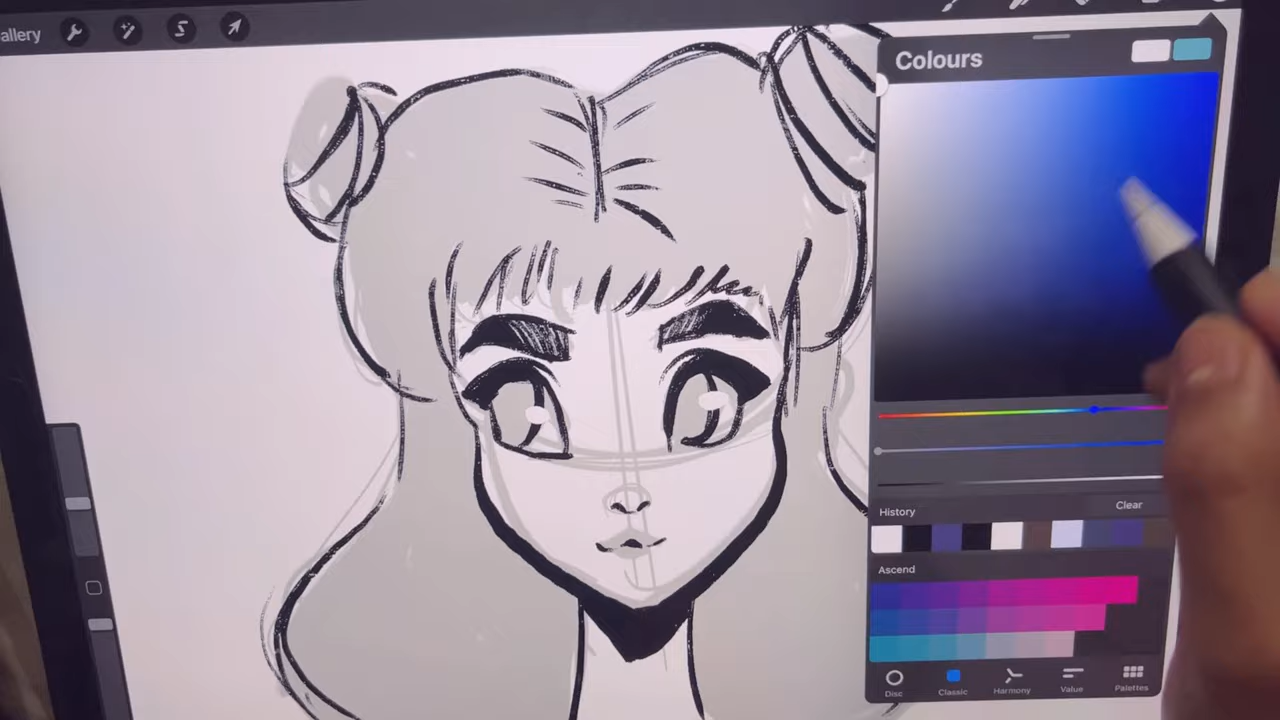 allery
Colours
History
Clear
Ascend
Disc
Classic
Harmony
Value
Palettes